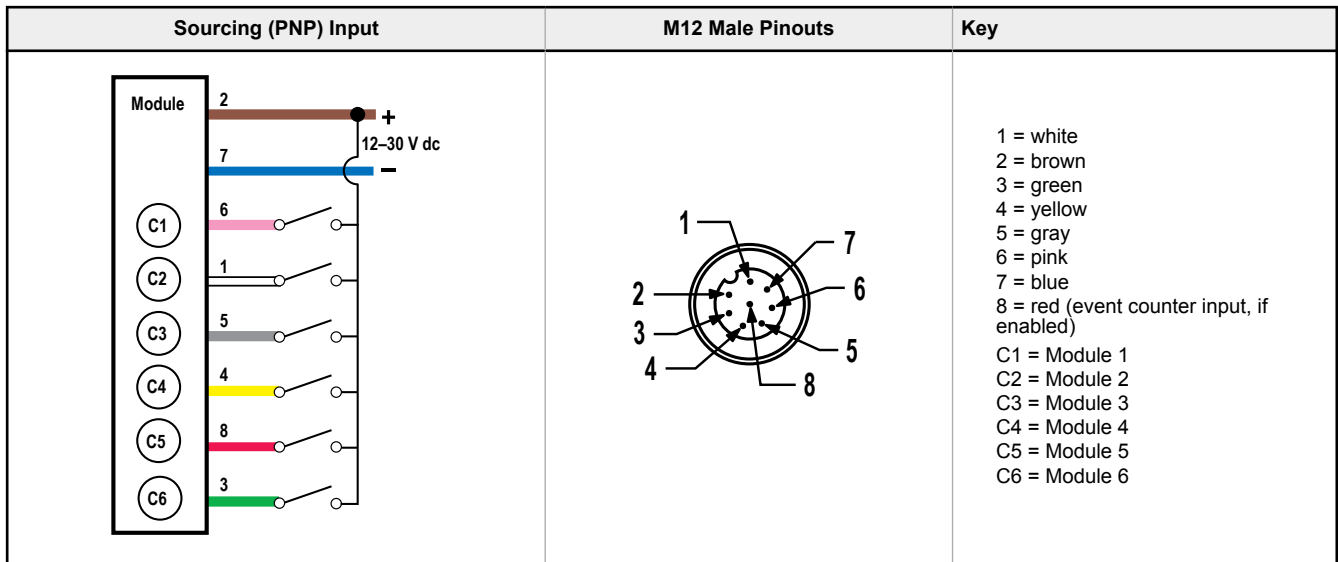 Sourcing (PNP) Input
M12 Male Pinouts
Key
Module
2
+
12–30 V dc
7
–
C1
6
C2
1
C3
5
C4
4
C5
8
C6
3
1
7
2
6
3
5
4
8
1 = white
2 = brown
3 = green
4 = yellow
5 = gray
6 = pink
7 = blue
8 = red (event counter input, if
enabled)
C1 = Module 1
C2 = Module 2
C3 = Module 3
C4 = Module 4
C5 = Module 5
C6 = Module 6